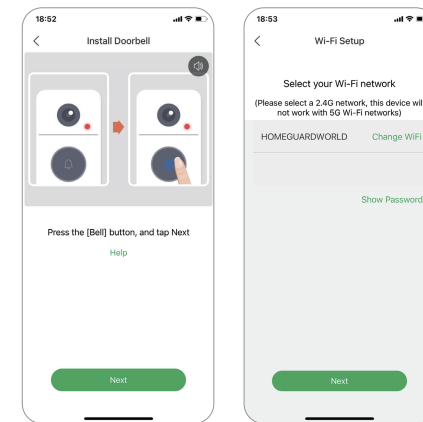 18:52
Install Doorbell
Press the [Bell] button, and tap Next
Help
Next
18:53
Wi-Fi Setup
Select your Wi-Fi network
(Please select a 2.4G network, this device will
not work with 5G Wi-Fi networks)
HOMEGUARDWORLD Change WiFi
Show Password
Next